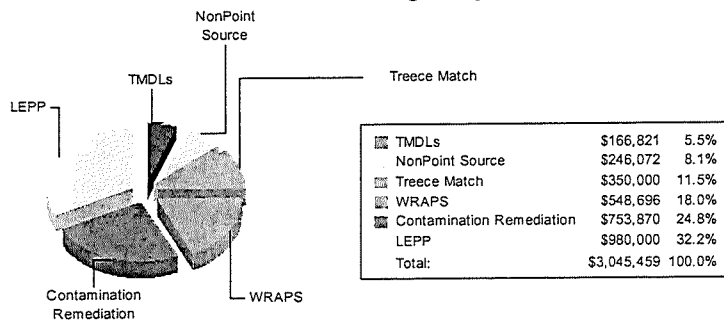 NonPoint
Source
TMDLs
Treece Match
LEPP
TMDLs $166,821 5.5%
NonPoint Source $246,072 8.1%
Treece Match $350,000 11.5%
WRAPS $548,696 18.0%
Contamination Remediation $753,870 24.8%
LEPP $980,000 32.2%
Total: $3,045,459 100.0%
Contamination
Remediation
WRAPS